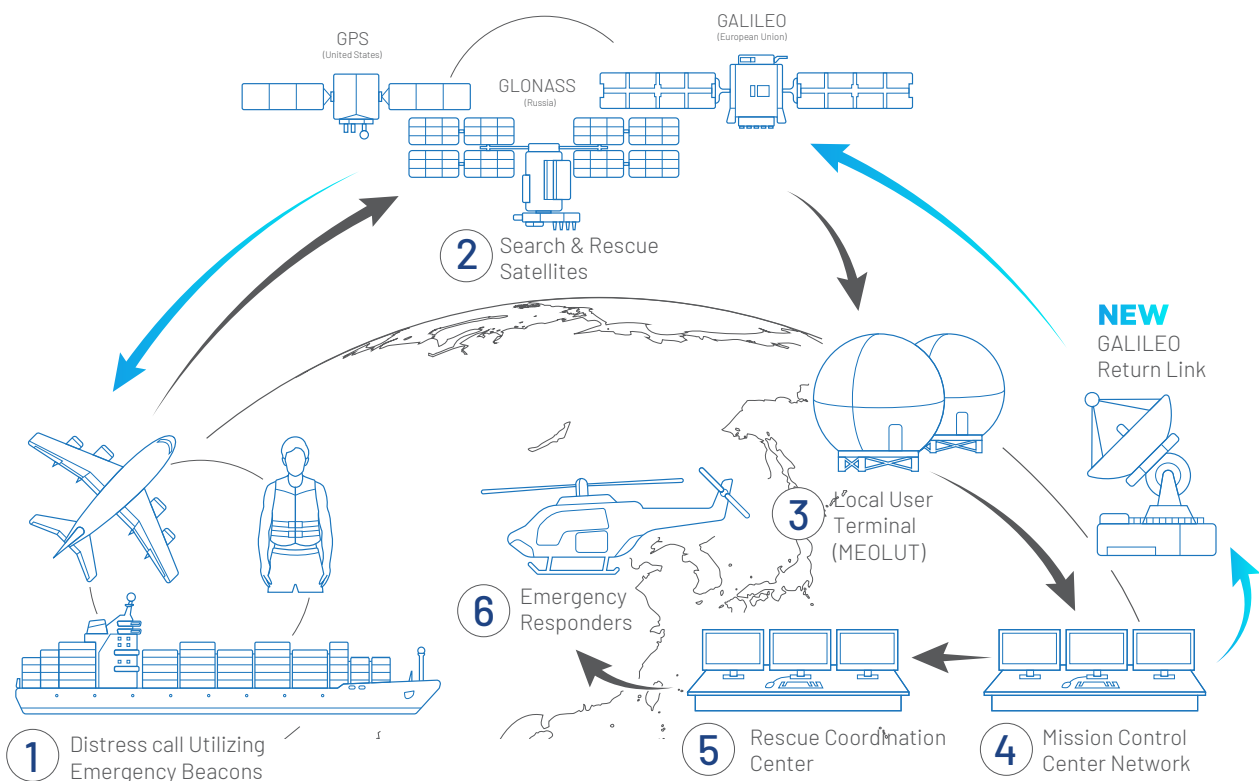 GPS
(United States)
GLONASS
(Russia)
GALILEO
(European Union)
2
Search & Rescue
Satellites
NEW
GALILEO
Return Link
3
Local User
Terminal
(MEOLUT)
6
Emergency
Responders
1
Distress call Utilizing
Emergency Beacons
5
Rescue Coordination
Center
4
Mission Control
Center Network